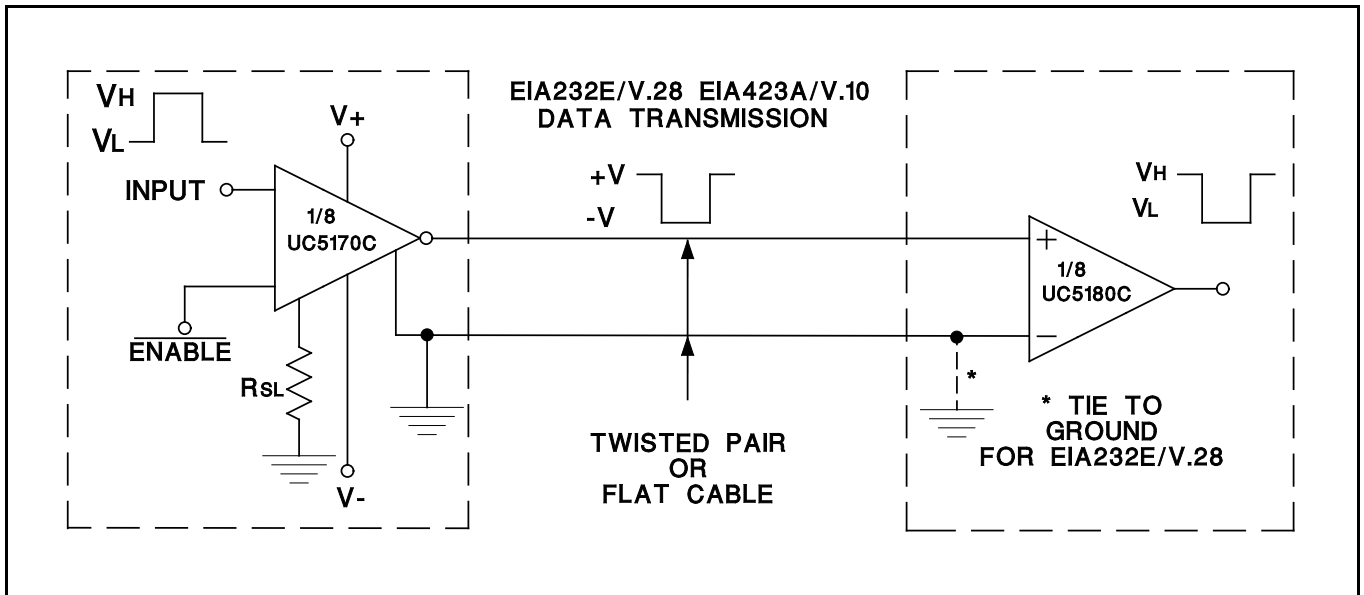 VH
VL
INPUT
V+
1/8
UC5170C
ENABLE
RSL
V-
EIA232E/V.28 EIA423A/V.10
DATA TRANSMISSION
+V
-V
TWISTED PAIR
OR
FLAT CABLE
VH
VL
+
1/8
UC5180C
−
*
* TIE TO
GROUND
FOR EIA232E/V.28